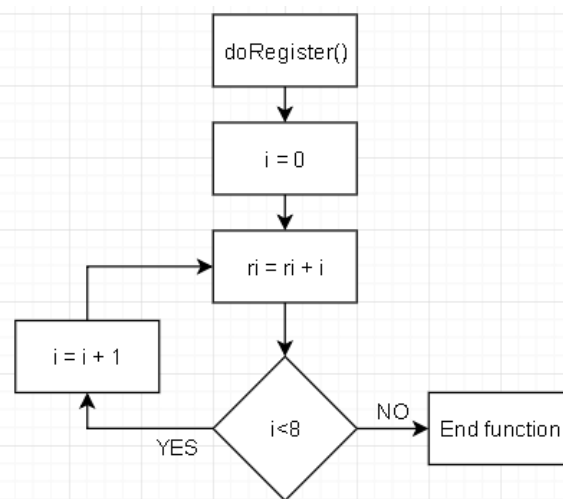 doRegister()
i = 0
ri = ri + i
i = i + 1
i<8
YES
NO
End function